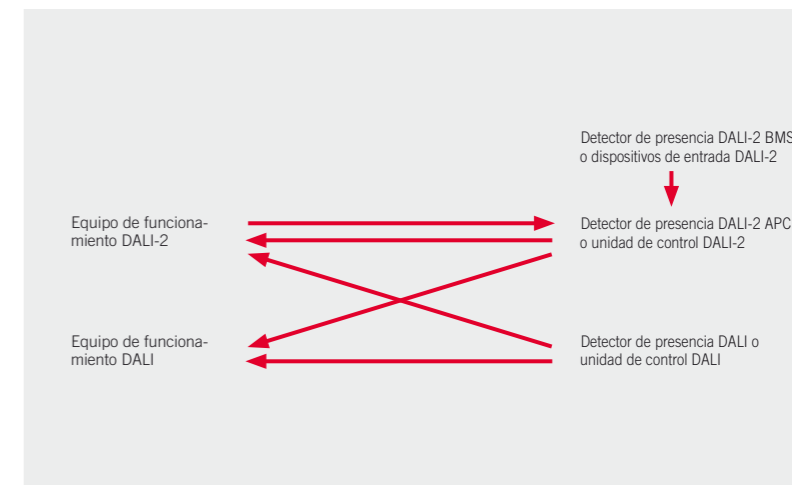 Detector de presencia DALI-2 BMS
o dispositivos de entrada DALI-2
Equipo de funciona-
miento DALI-2
Detector de presencia DALI-2 APC
o unidad de control DALI-2
Equipo de funciona-
miento DALI
Detector de presencia DALI o
unidad de control DALI